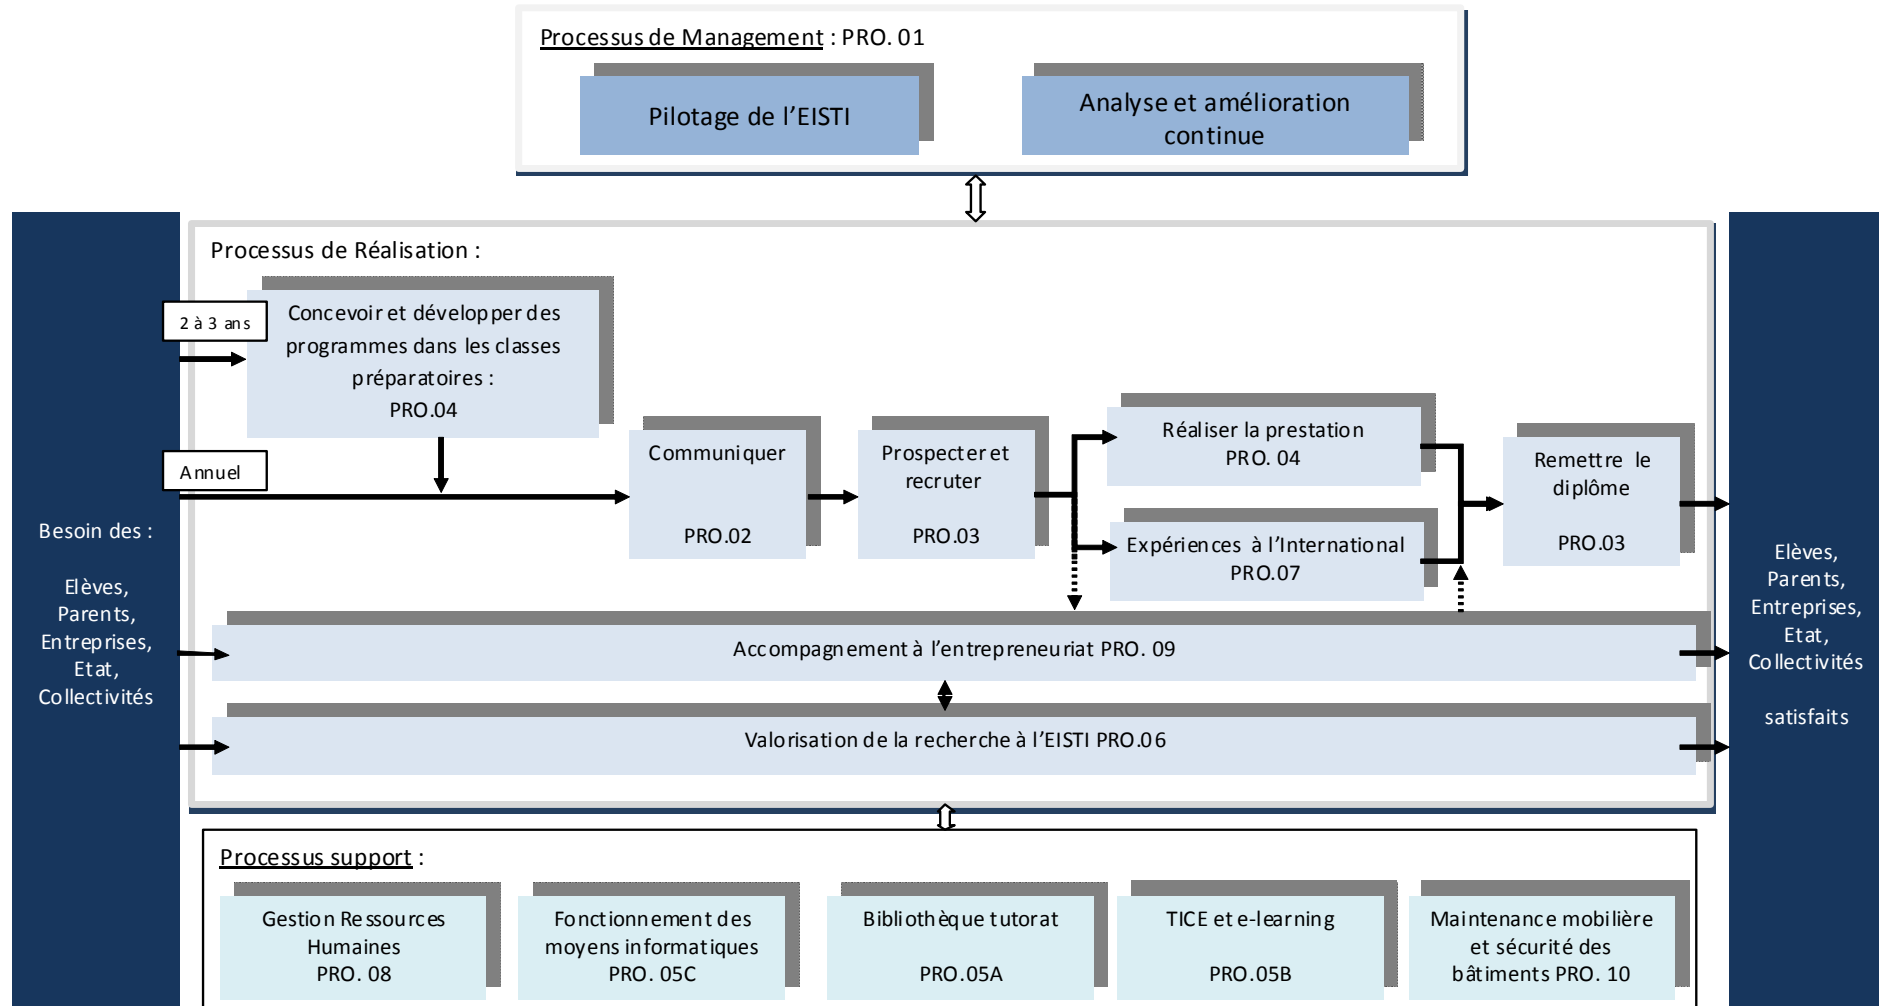 Processus de Management : PRO. 01
Pilotage de l’EISTI
Analyse et amélioration
continue
Processus de Réalisation :
2 à 3 ans
Concevoir et développer des
programmes dans les classes
préparatoires :
PRO.04
Annuel
Communiquer
PRO.02
Prospecter et
recruter
PRO.03
Réaliser la prestation
PRO. 04
Expériences à l’International
PRO.07
Remettre le
diplôme
PRO.03
Besoin des :
Elèves,
Parents,
Entreprises,
Etat,
Collectivités
Elèves,
Parents,
Entreprises,
Etat,
Collectivités
satisfaits
Accompagnement à l’entrepreneuriat PRO. 09
Valorisation de la recherche à l’EISTI PRO.06
Processus support :
Gestion Ressources
Humaines
PRO. 08
Fonctionnement des
moyens informatiques
PRO. 05C
Bibliothèque tutorat
PRO.05A
TICE et e-learning
PRO.05B
Maintenance mobilière
et sécurité des
bâtiments PRO. 10